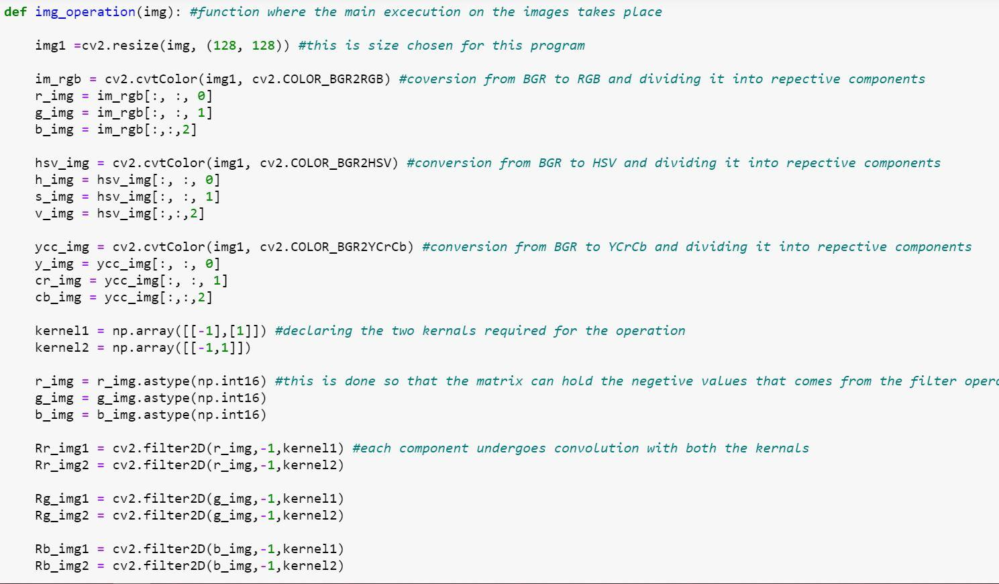 def img_operation(img): #function where the main excecution on the images takes place
img1 =cv2.resize(img, (128, 128)) #this is size chosen for this program
im_rgb = cv2.cvtColor(img1, cv2.COLOR_BGR2RGB) #coversion from BGR to RGB and dividing it into repective components
r_img = im_rgb[:, :, 0]
g_img = im_rgb[:, :, 1]
b_img = im_rgb[:,:,2]
hsv_img = cv2.cvtColor(img1, cv2.COLOR_BGR2HSV) #conversion from BGR to HSV and dividing it into repective components
h_img = hsv_img[:, :, 0]
s_img = hsv_img[:, :, 1]
v_img = hsv_img[:,:,2]
ycc_img = cv2.cvtColor(img1, cv2.COLOR_BGR2YCrCb) #conversion from BGR to YCrCb and dividing it into repective components
y_img = ycc_img[:, :, 0]
cr_img = ycc_img[:, :, 1]
cb_img = ycc_img[:,:,2]
kernel1 = np.array([[-1],[1]]) #declaring the two kernals required for the operation
kernel2 = np.array([[-1,1]])
r_img = r_img.astype(np.int16) #this is done so that the matrix can hold the negetive values that comes from the filter
g_img = g_img.astype(np.int16)
b_img = b_img.astype(np.int16)
Rr_img1 = cv2.filter2D(r_img,-1,kernel1) #each component undergoes convolution with both the kernals
Rr_img2 = cv2.filter2D(r_img,-1,kernel2)
Rg_img1 = cv2.filter2D(g_img,-1,kernel1)
Rg_img2 = cv2.filter2D(g_img,-1,kernel2)
Rb_img1 = cv2.filter2D(b_img,-1,kernel1)
Rb_img2 = cv2.filter2D(b_img,-1,kernel2)